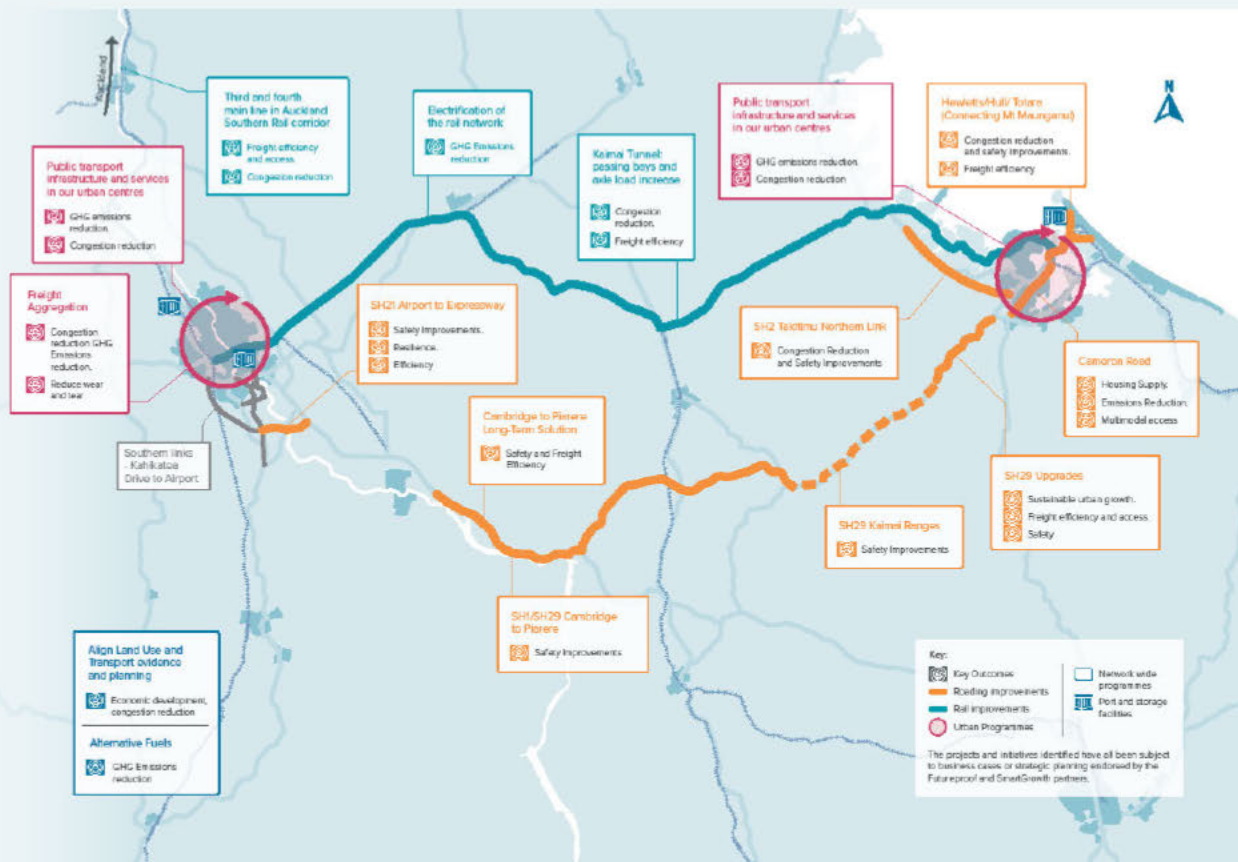 Auckland
Third and fourth
main line in Auckland
Southern Rail corridor
Freight efficiency
and access
Congestion reduction
Electrification of
the rail network
GHG Emissions
reduction
Public transport
infrastructure and services
in our urban centres
GHG emissions
reduction.
Congestion reduction
Kaimai Tunnel:
passing bays and
axle load increase
Congestion
reduction.
Freight efficiency
Public transport
infrastructure and services
in our urban centres
GHG emissions reduction.
Congestion reduction
Hewletts/Hull/ Totara
(Connecting Mt Maunganui)
Congestion reduction
and safety improvements.
Freight efficiency
N
Freight
Aggregation
Congestion
reduction GHG
Emissions
reduction.
Reduce wear
and tear
SH21 Airport to Expressway
Safety Improvements.
Resilience.
Efficiency
SH2 Takitimu Northern Link
Congestion Reduction
and Safety Improvements
Cameron Road
Housing Supply.
Emissions Reduction.
Multimodel access
Southern links
- Kahikatoa
Drive to Airport
Cambridge to Piarere
Long-Term Solution
Safety and Freight
Efficiency
SH29 Kaimai Ranges
Safety Improvements
SH29 Upgrades
Sustainable urban growth.
Freight efficiency and access.
Safety
SH1/SH29 Cambridge
to Piarere
Safety Improvements
Align Land Use and
Transport evidence
and planning
Economic development,
congestion reduction
Alternative Fuels
GHG Emissions
reduction
Key:
Key Outcomes
Roading improvements
Rail improvements
Urban Programmes
Network wide
programmes
Port and storage
facilities
The projects and initiatives identified have all been subject
to business cases or strategic planning endorsed by the
Futureproof and SmartGrowth partners.